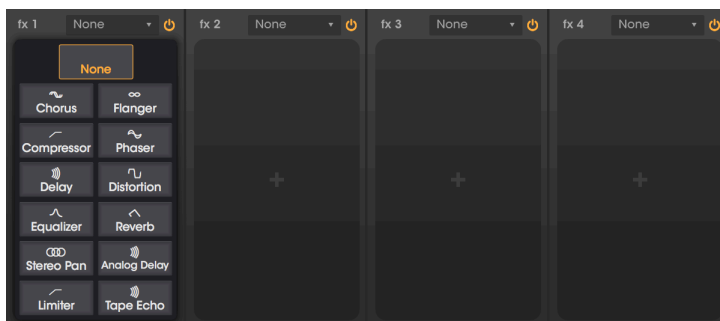 fx 1 None fx 2 None fx 3 None fx 4 None
None
Chorus Flanger
Compressor Phaser
Delay Distortion
Equalizer Reverb
Stereo Pan Analog Delay
Limiter Tape Echo